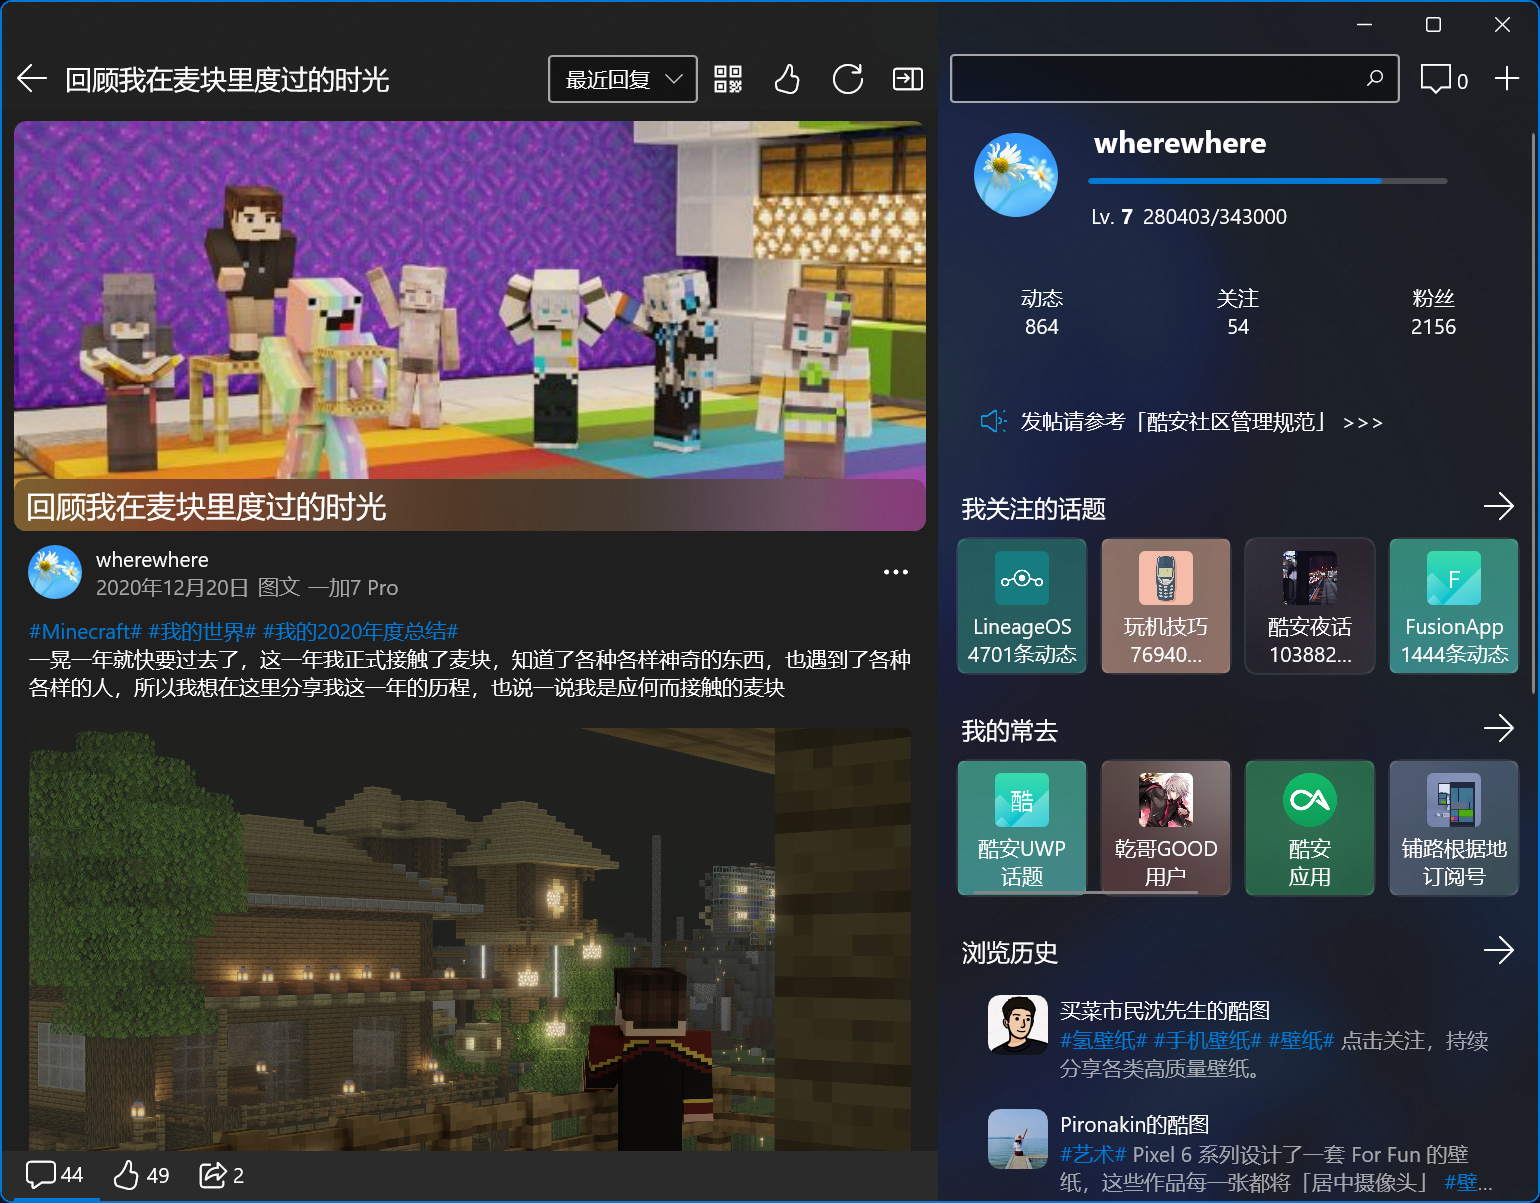 回顾我在麦块里度过的时光
最近回复
0
回顾我在麦块里度过的时光
wherewhere
2020年12月20日 图文 一加7 Pro
#Minecraft# #我的世界# #我的2020年度总结#
一晃一年就快要过去了，这一年我正式接触了麦块，知道了各种各样神奇的东西，也遇到了各种
各样的人，所以我想在这里分享我这一年的历程，也说一说我是应何而接触的麦块
44
49
2
wherewhere
Lv. 7 280403/343000
动态
864
关注
54
粉丝
2156
发帖请参考「酷安社区管理规范」 >>>
我关注的话题
LineageOS
4701条动态
玩机技巧
76940...
酷安夜话
103882...
F
FusionApp
1444条动态
我的常去
酷
酷安UWP
话题
乾哥GOOD
用户
酷安
应用
铺路根据地
订阅号
浏览历史
买菜市民沈先生的酷图
#氢壁纸# #手机壁纸# #壁纸# 点击关注，持续
分享各类高质量壁纸。
Pironakin的酷图
#艺术# Pixel 6 系列设计了一套 For Fun 的壁
纸，这些作品每一张都将「居中摄像头」 #壁...